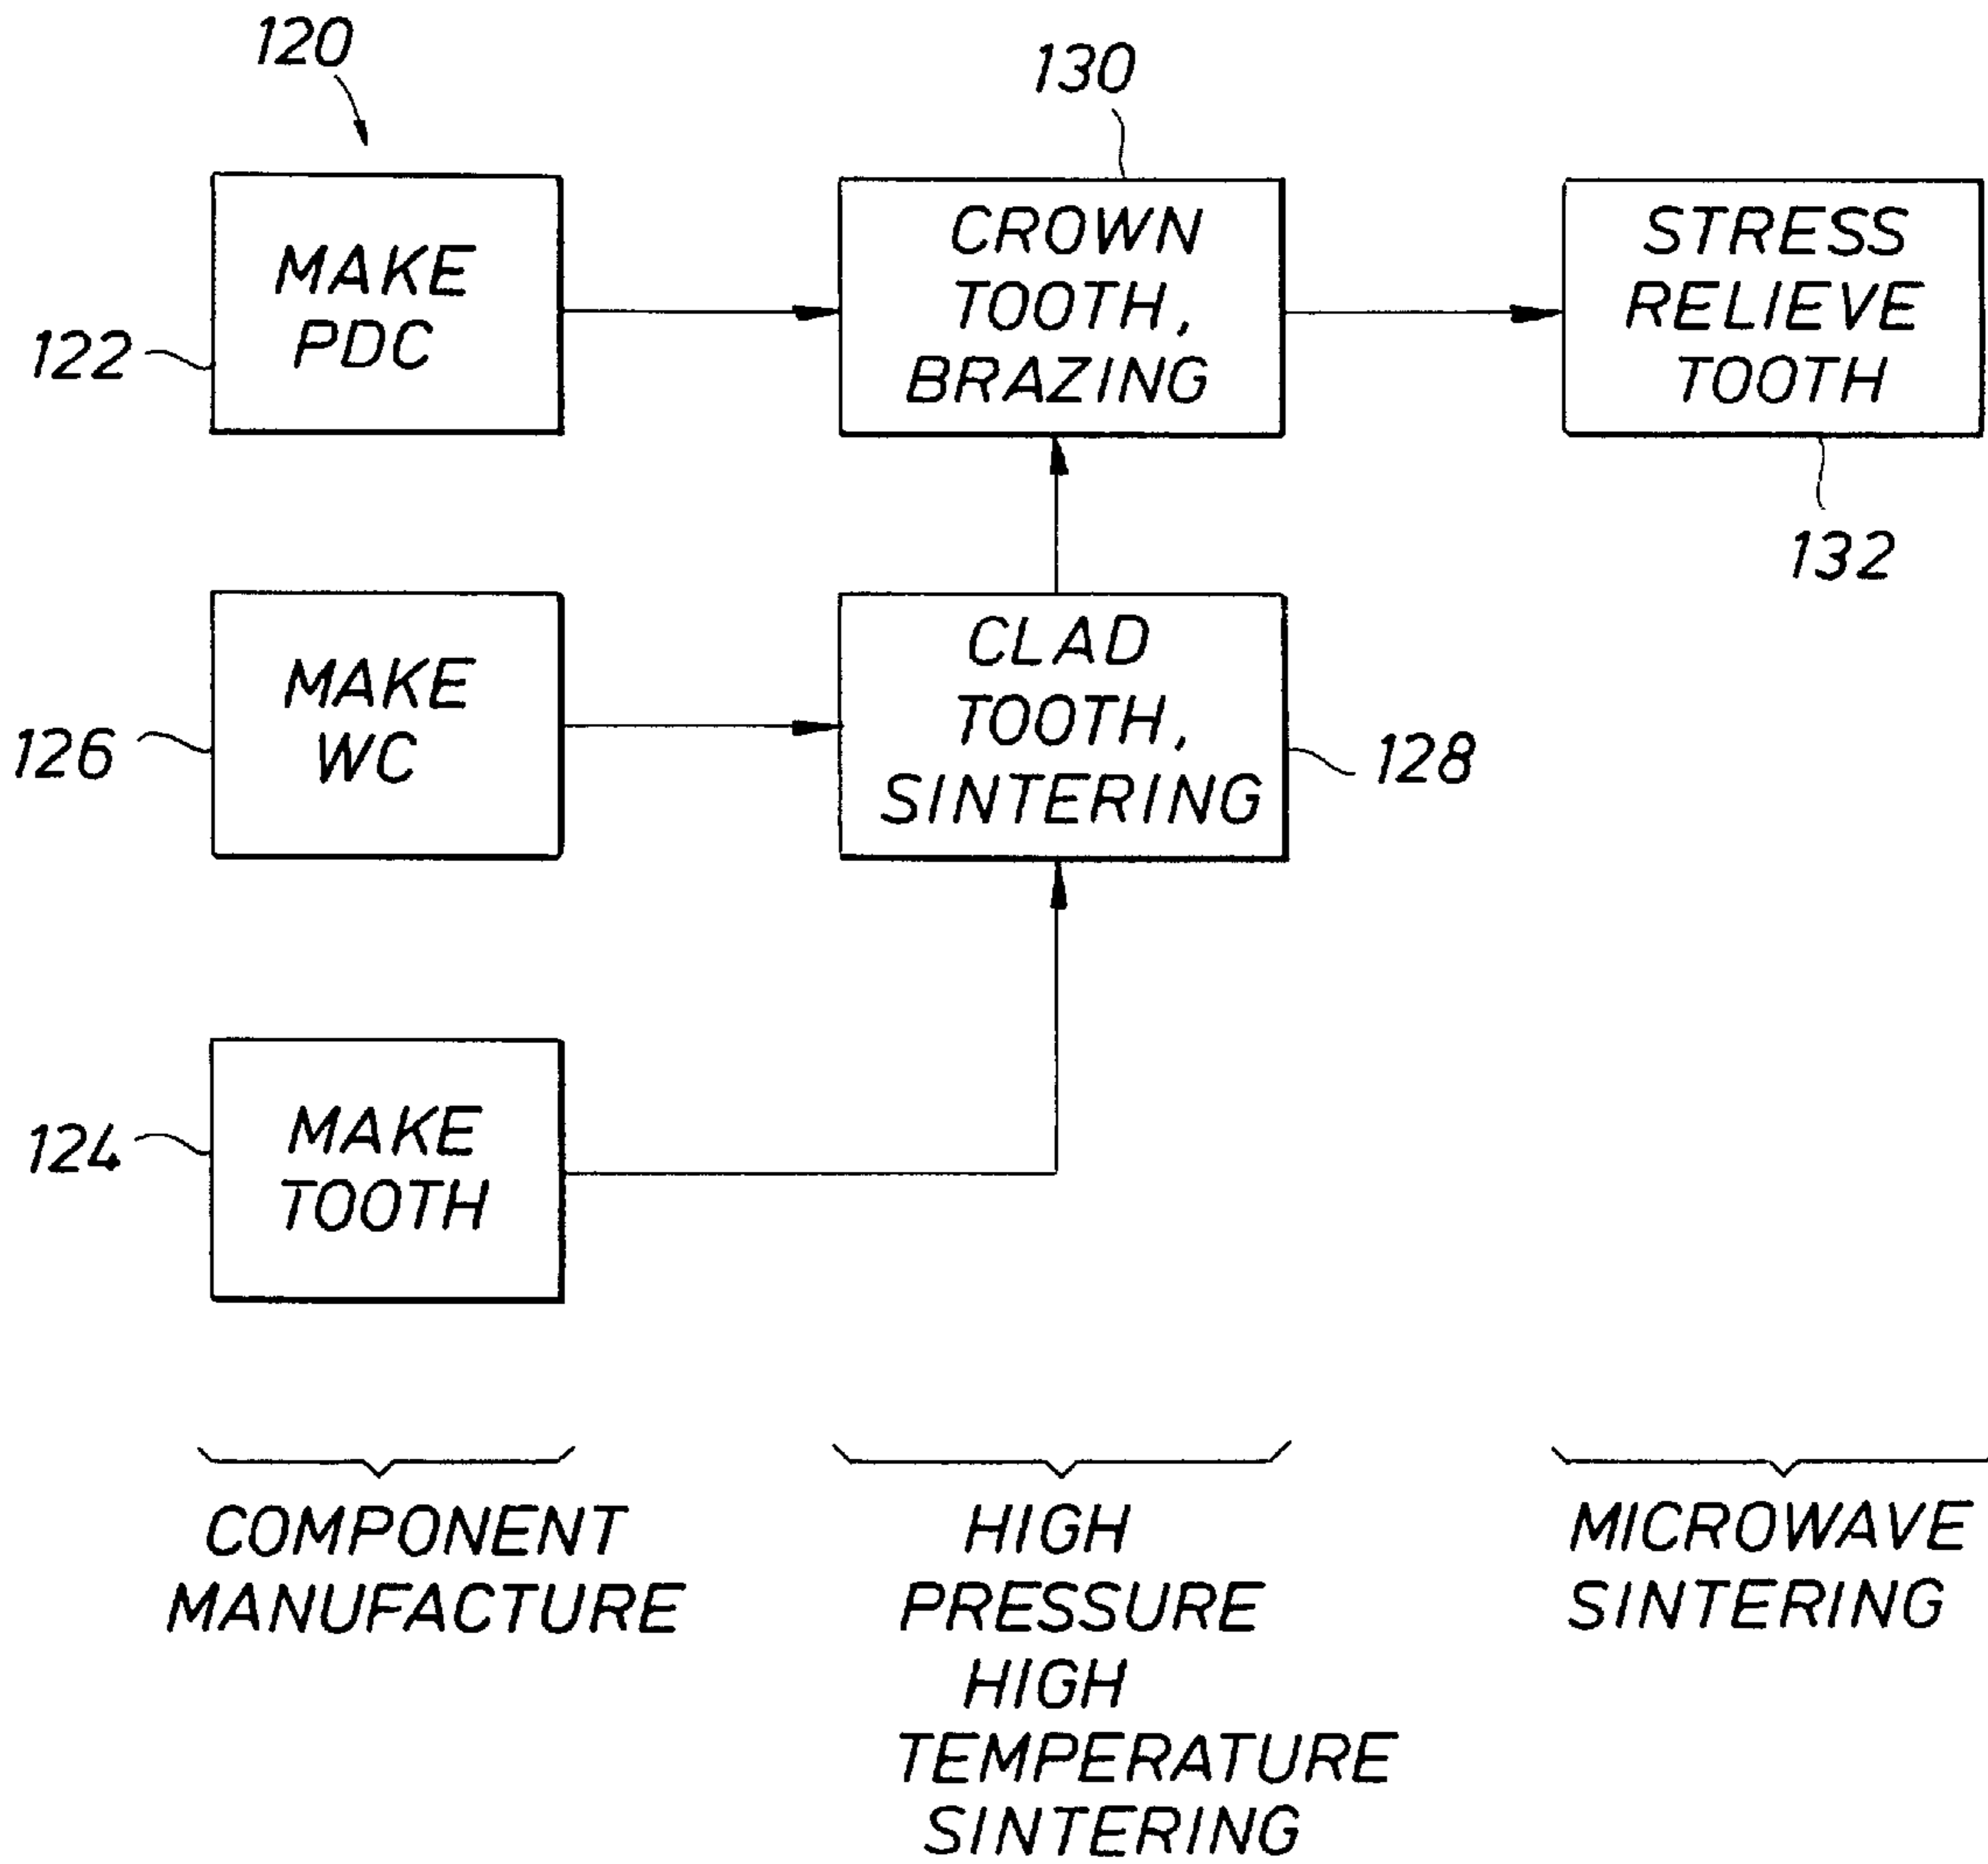 120
130
MAKE
PDC
122
CROWN
TOOTH,
BRAZING
STRESS
RELIEVE
TOOTH
132
MAKE
WC
126
CLAD
TOOTH,
SINTERING
128
MAKE
TOOTH
124
COMPONENT
MANUFACTURE
HIGH
PRESSURE
HIGH
TEMPERATURE
SINTERING
MICROWAVE
SINTERING